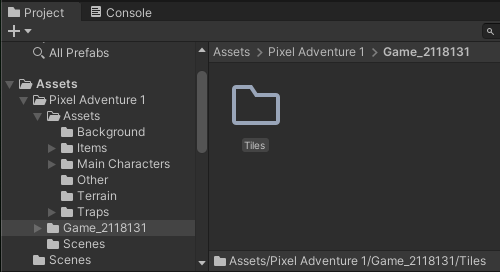 Project
Console
All Prefabs
Assets
Pixel Adventure 1
Assets
Background
Items
Main Characters
Other
Terrain
Traps
Game_2118131
Scenes
Scenes
Assets > Pixel Adventure 1 > Game_2118131
Tiles
Assets/Pixel Adventure 1/Game_2118131/Tiles